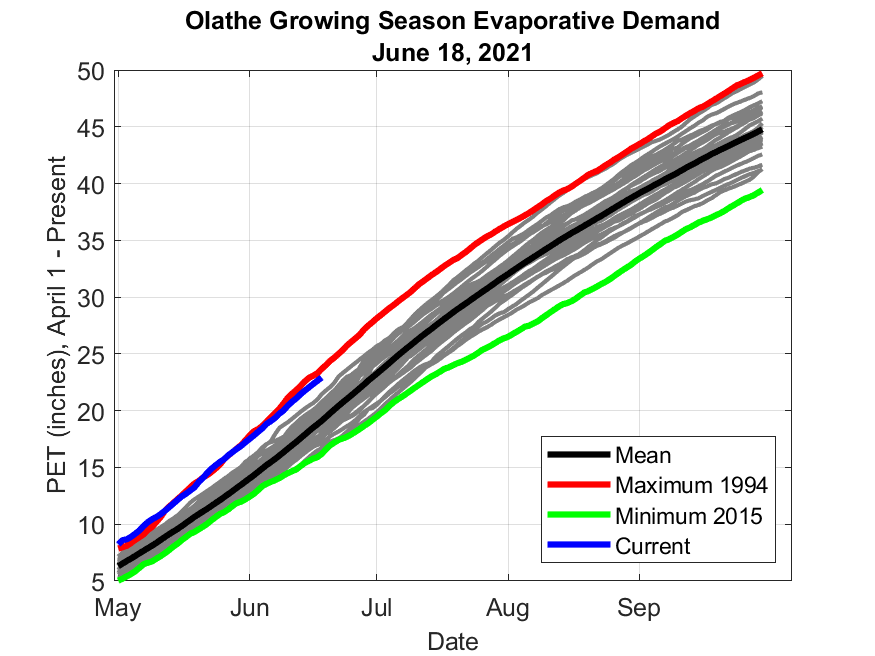 Olathe Growing Season Evaporative Demand
June 18, 2021
PET (inches), April 1 - Present
50
45
40
35
30
25
20
15
10
5
May Jun Jul Aug Sep
Date
Mean
Maximum 1994
Minimum 2015
Current